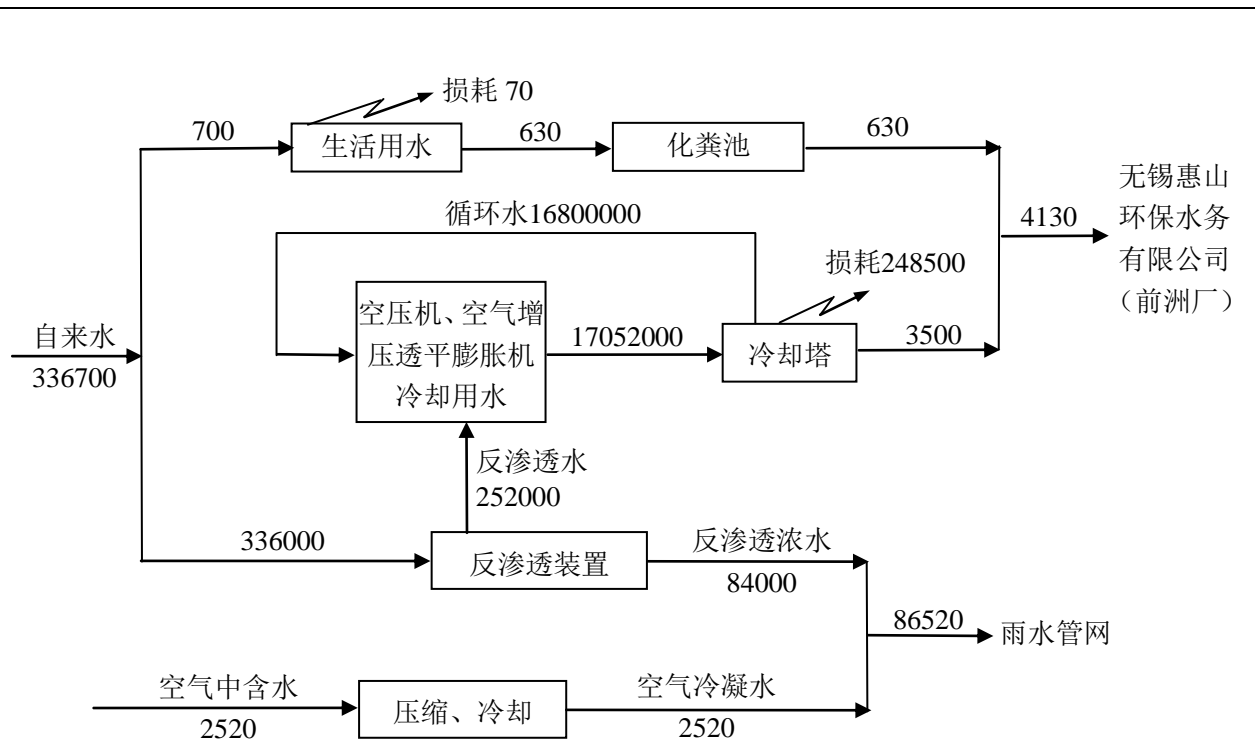 损耗 70
700
生活用水
630
化粪池
630
无锡惠山
环保水务
有限公司
（前洲厂）
4130
循环水16800000
损耗248500
空压机、空气增
压透平膨胀机
冷却用水
17052000
冷却塔
3500
自来水
336700
反渗透水
252000
336000
反渗透装置
反渗透浓水
84000
86520
雨水管网
空气中含水
2520
压缩、冷却
空气冷凝水
2520